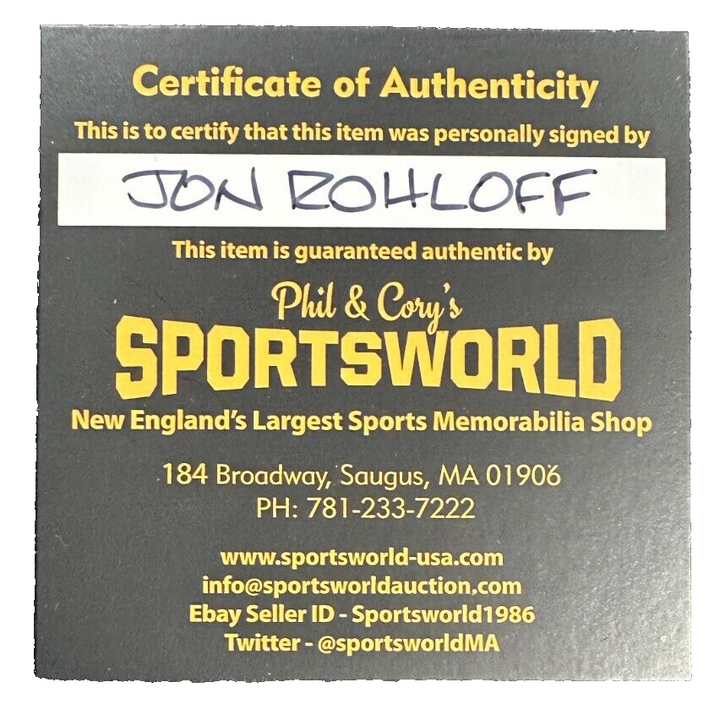 Certificate of Authenticity
This is to certify that this item was personally signed by
JON ROHLOFF
This item is guaranteed authentic by
Phil & Cory's
SPORTSWORLD
New England's Largest Sports Memorabilia Shop
184 Broadway, Saugus, MA 01906
PH: 781-233-7222
www.sportsworld-usa.com
info@sportsworldauction.com
Ebay Seller ID - Sportsworld1986
Twitter - @sportsworldMA